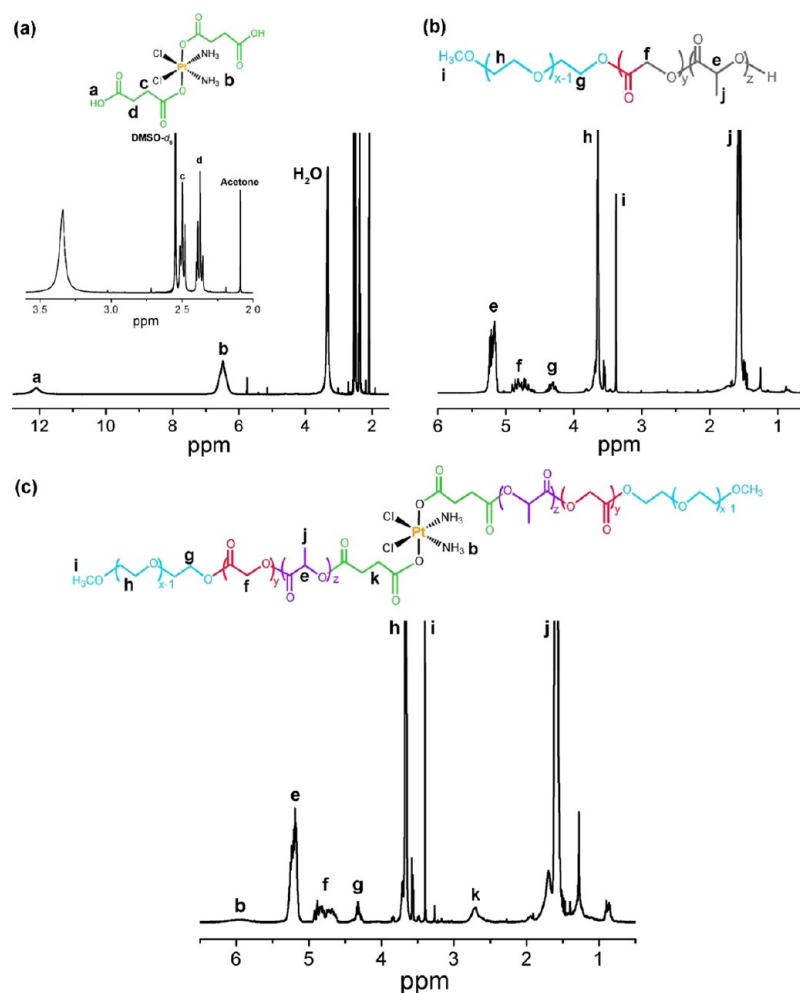 (a)
O
OH
O
O
Cl
NH₃
Pt
Cl
NH₃
b
a
O
c
O
HO
d
O
DMSO-d₆
c
d
Acetone
3.5 3.0 2.5 2.0
ppm
H₂O
a
b
12 10 8 6 4 2
ppm
(b)
H₃CO
h
O
x-1
O
g
f
O
O
y
O
e
O
z
H
i
j
h
j
i
e
f
g
6 5 4 3 2 1
ppm
(c)
O
O
O
O
z
O
O
y
O
O
x-1
OCH₃
O
Cl
NH₃
Pt
Cl
NH₃
b
O
i
H₃CO
h
O
x-1
g
O
O
f
O
y
j
e
O
O
z
O
k
O
h
i
j
e
f
g
b
k
6 5 4 3 2 1
ppm